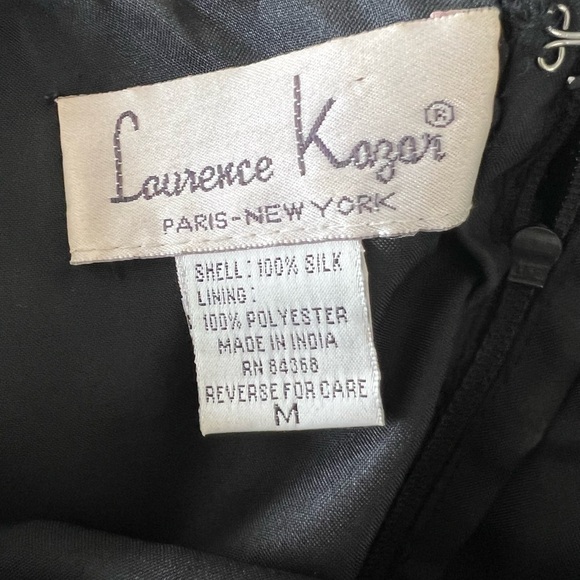 Laurence Kazar®
PARIS-NEW YORK
SHELL: 100% SILK
LINING:
100% POLYESTER
MADE IN INDIA
RN 84368
REVERSE FOR CARE
M